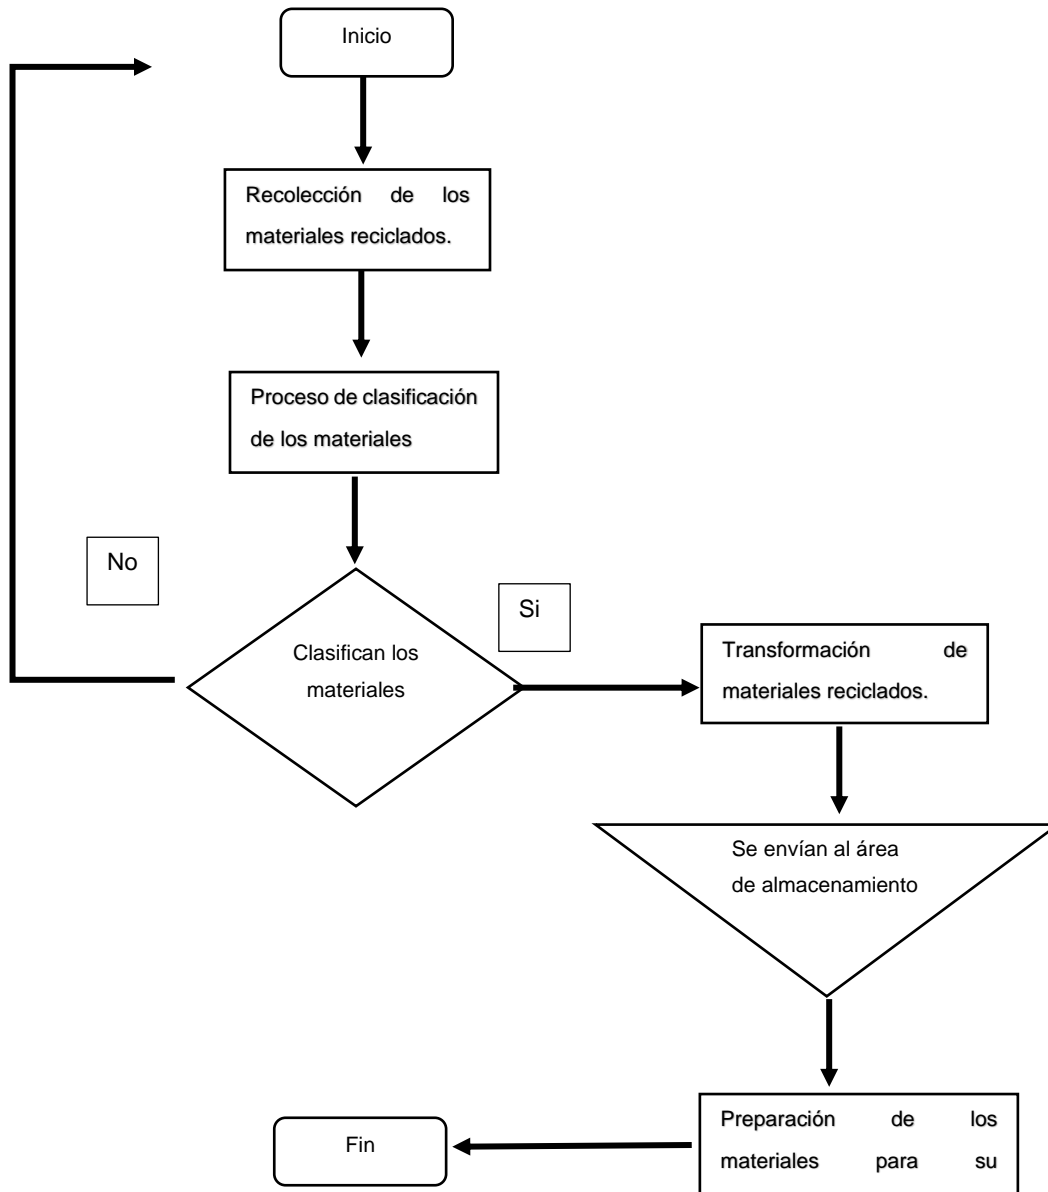 Inicio
Recolección de los
materiales reciclados.
Proceso de clasificación
de los materiales
No
Si
Clasifican los
materiales
Transformación de
materiales reciclados.
Se envían al área
de almacenamiento
Preparación de los
materiales para su
Fin